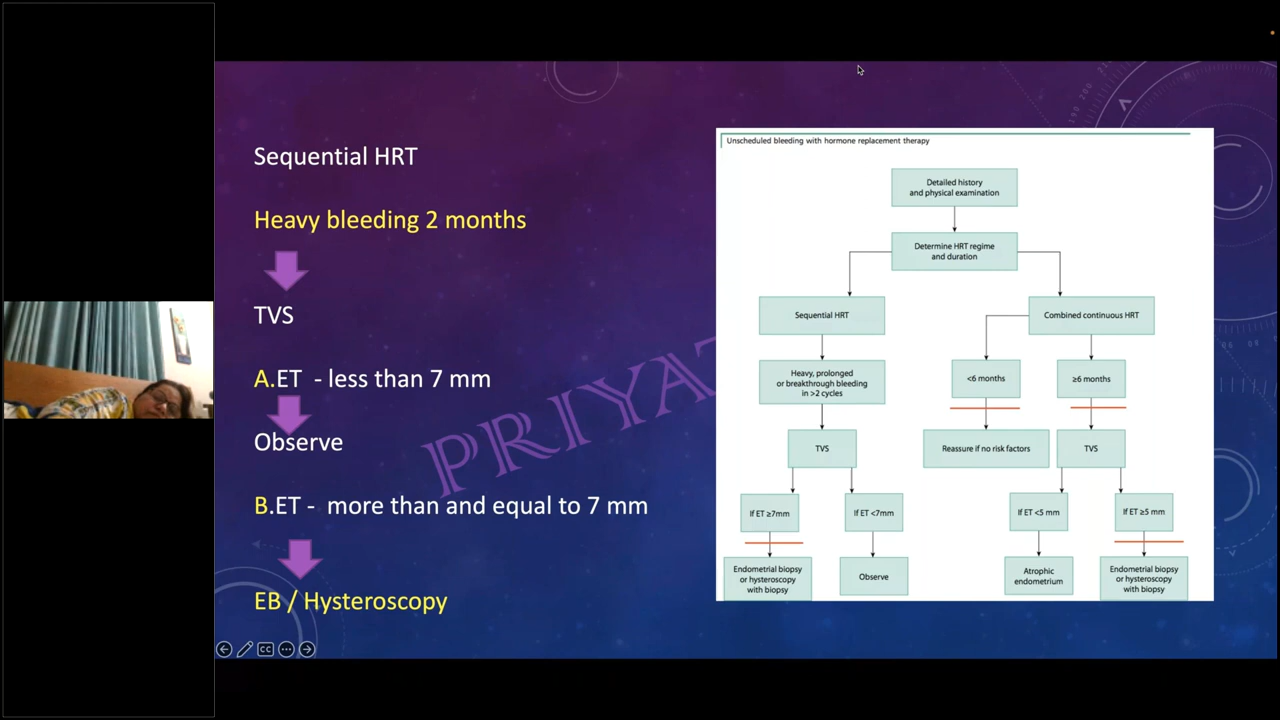 Sequential HRT
Heavy bleeding 2 months
TVS
A.ET - less than 7 mm
Observe
B.ET - more than and equal to 7 mm
EB / Hysteroscopy
PRIYA
CC
Unscheduled bleeding with hormone replacement therapy
Detailed history
and physical examination
Determine HRT regime
and duration
Sequential HRT
Combined continuous HRT
Heavy, prolonged
or breakthrough bleeding
in >2 cycles
<6 months
≥6 months
TVS
Reassure if no risk factors
TVS
If ET ≥7mm
If ET <7mm
If ET <5 mm
If ET ≥5 mm
Endometrial biopsy
or hysteroscopy
with biopsy
Observe
Atrophic
endometrium
Endometrial biopsy
or hysteroscopy
with biopsy